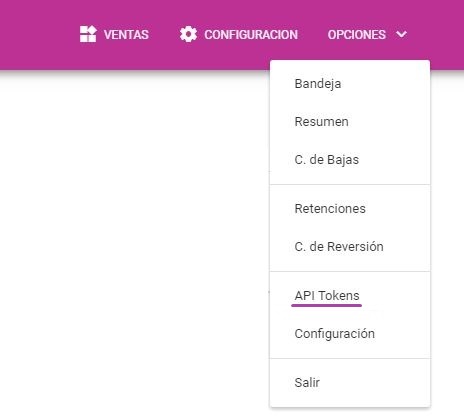 VENTAS CONFIGURACION OPCIONES
Bandeja
Resumen
C. de Bajas
Retenciones
C. de Reversión
API Tokens
Configuración
Salir